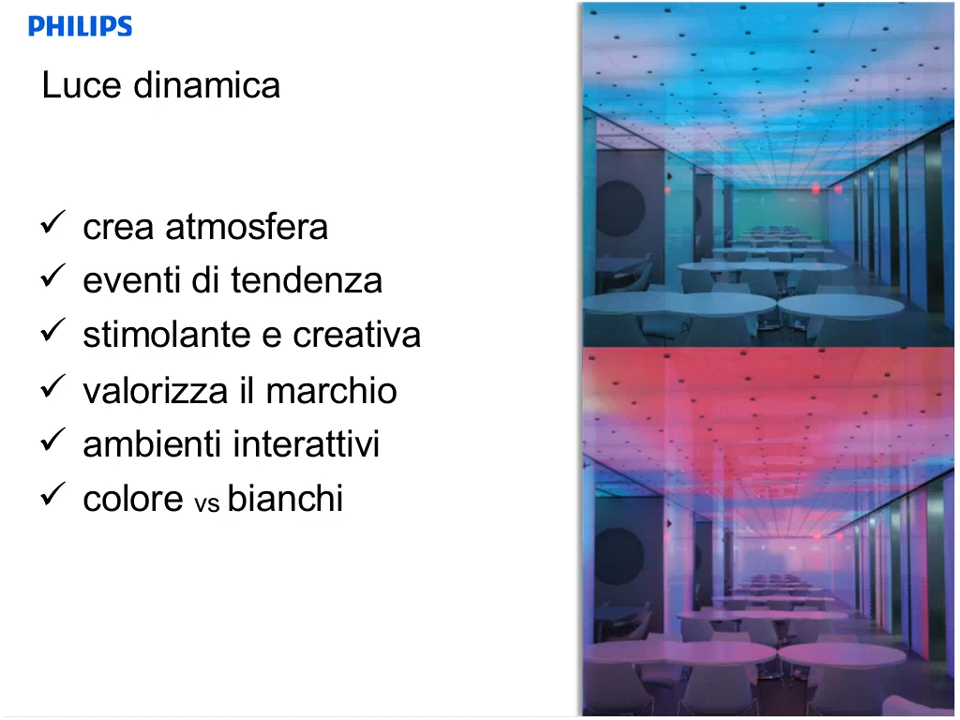 PHILIPS
Luce dinamica
✓ crea atmosfera
✓ eventi di tendenza
✓ stimolante e creativa
✓ valorizza il marchio
✓ ambienti interattivi
✓ colore vs bianchi